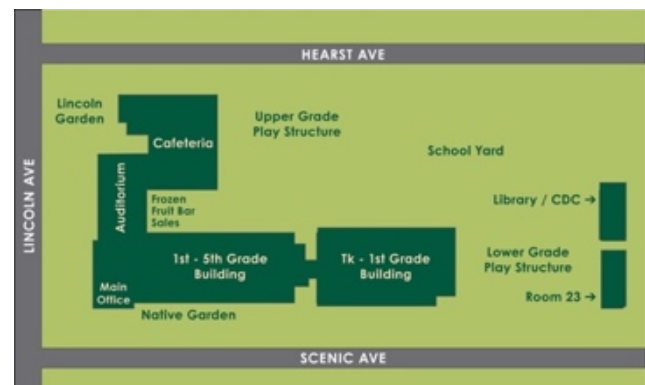 HEARST AVE
LINCOLN AVE
Lincoln
Garden
Cafeteria
Upper Grade
Play Structure
School Yard
Auditorium
Frozen
Fruit Bar
Sales
Library / CDC →
1st - 5th Grade
Building
Tk - 1st Grade
Building
Lower Grade
Play Structure
Main
Office
Native Garden
Room 23 →
SCENIC AVE